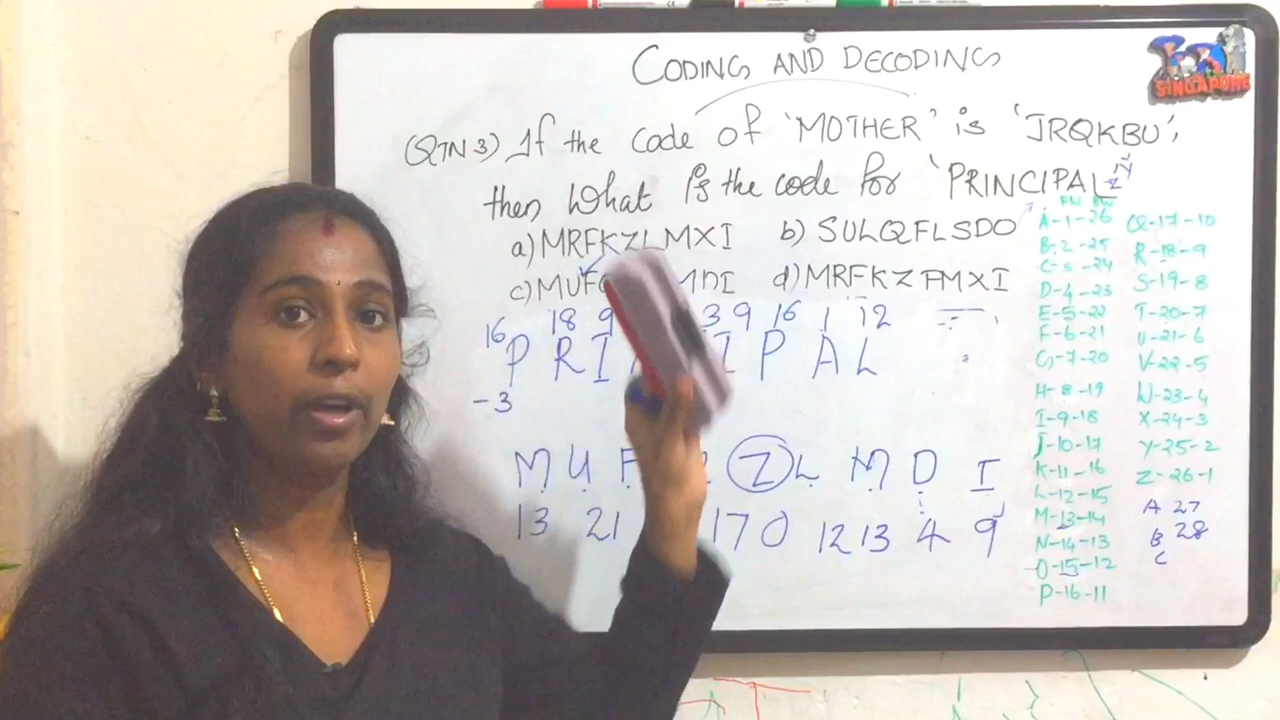 CODING AND DECODING
SINGAPORE
(QTN 3) If the code of 'MOTHER' is 'JRQKBU',
then what is the code for 'PRINCIPAL'
a) MRFKZLMXI b) SULQFLSDO
c) d) MRFKZFMXI
16 18 9 3 9 16 1 12
P R I I P A L
-3
M U F Z L M D I
13 21 17 0 12 13 4 9
FW BW
A-1-26
B-2-25
C-3-24
D-4-23
E-5-22
F-6-21
G-7-20
H-8-19
I-9-18
J-10-17
K-11-16
L-12-15
M-13-14
N-14-13
O-15-12
P-16-11
Q-17-10
R-18-9
S-19-8
T-20-7
U-21-6
V-22-5
W-23-4
X-24-3
Y-25-2
Z-26-1
A 27
B 28
C